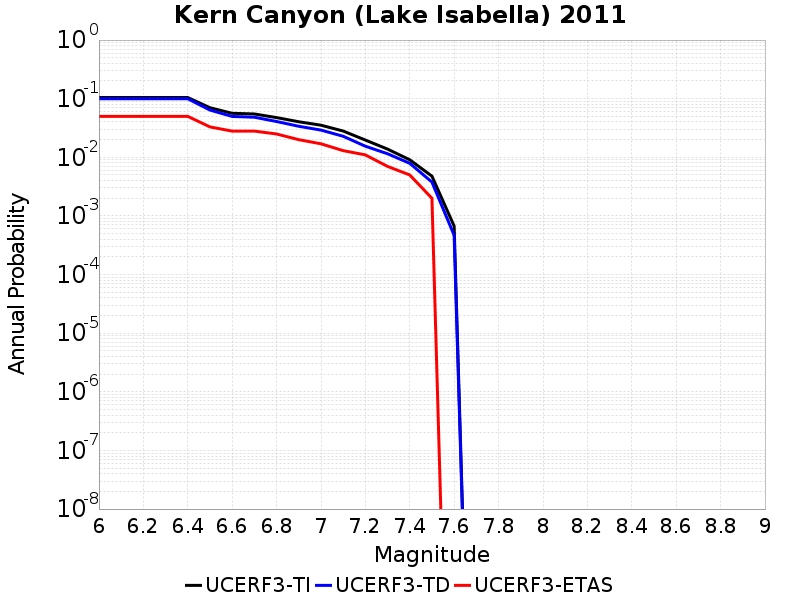 Kern Canyon (Lake Isabella) 2011
10^0
10^-1
10^-2
10^-3
10^-4
10^-5
10^-6
10^-7
10^-8
Annual Probability
6 6.2 6.4 6.6 6.8 7 7.2 7.4 7.6 7.8 8 8.2 8.4 8.6 8.8 9
Magnitude
UCERF3-TI UCERF3-TD UCERF3-ETAS